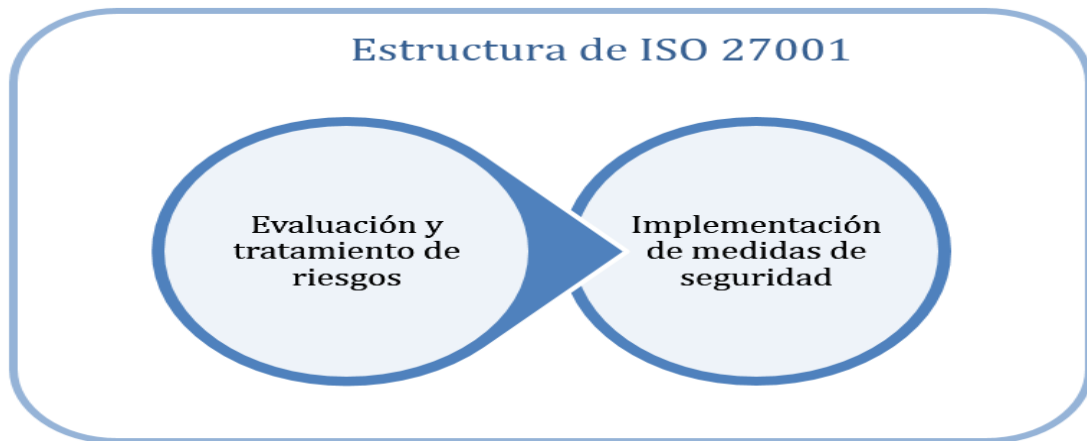 Estructura de ISO 27001
Evaluación y
tratamiento de
riesgos
Implementación
de medidas de
seguridad